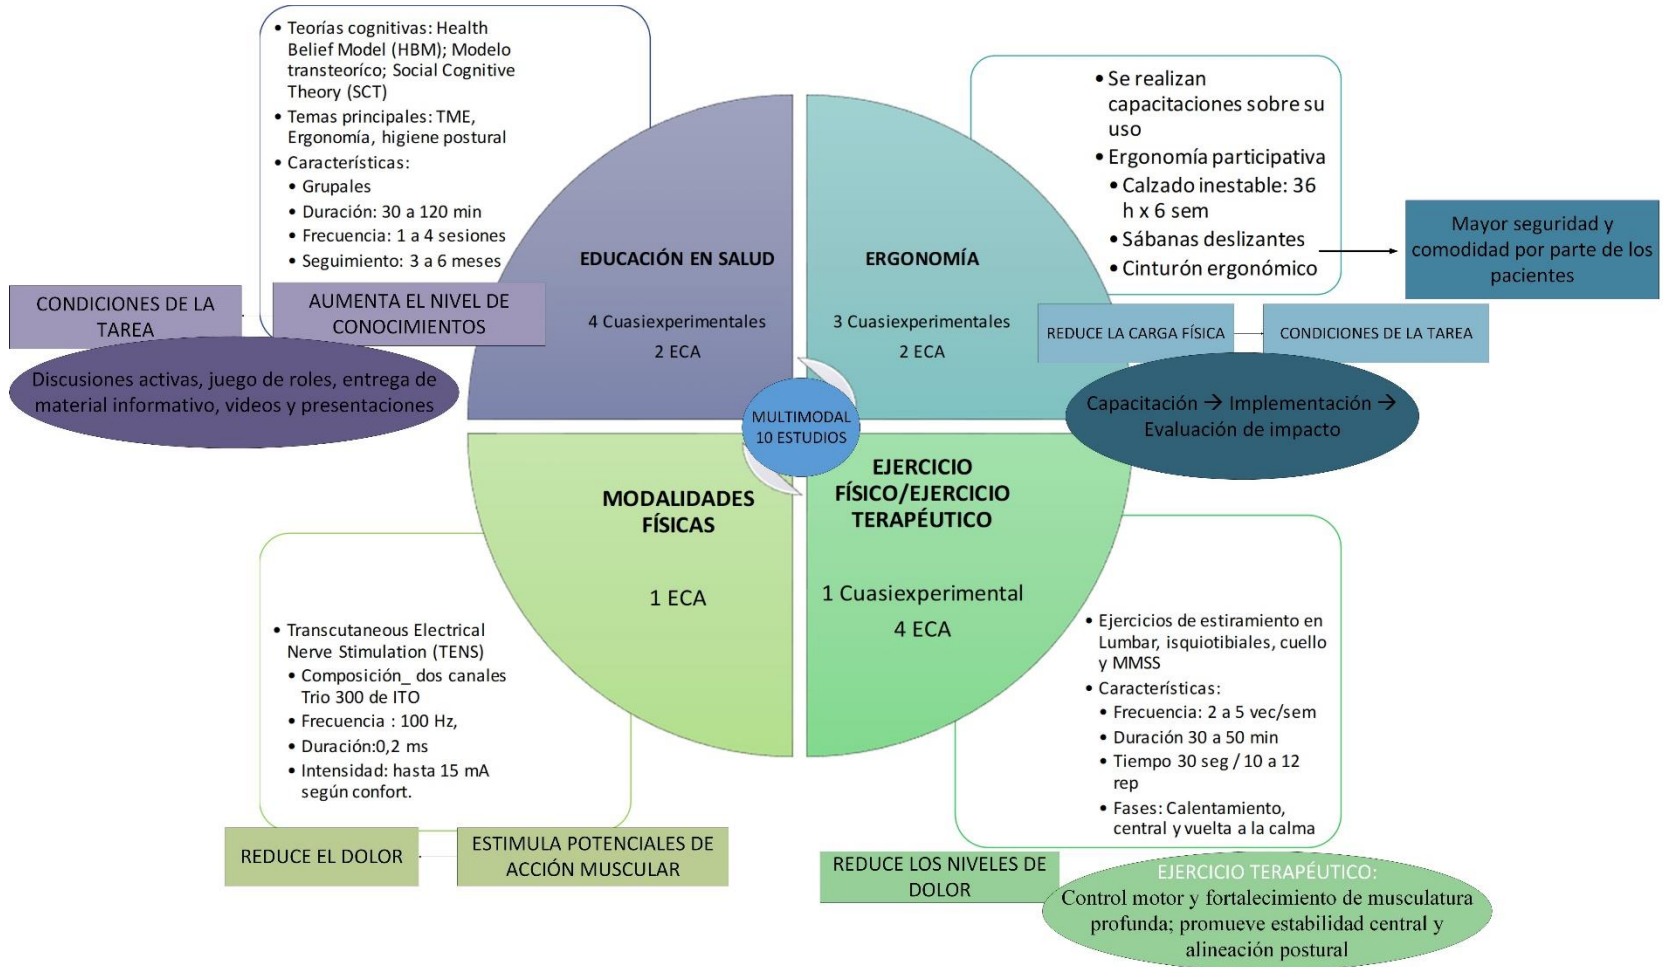 • Teorías cognitivas: Health
Belief Model (HBM); Modelo
transteoríco; Social Cognitive
Theory (SCT)
• Temas principales: TME,
Ergonomía, higiene postural
• Características:
• Grupales
• Duración: 30 a 120 min
• Frecuencia: 1 a 4 sesiones
• Seguimiento: 3 a 6 meses
CONDICIONES DE LA
TAREA
AUMENTA EL NIVEL DE
CONOCIMIENTOS
Discusiones activas, juego de roles, entrega de
material informativo, videos y presentaciones
EDUCACIÓN EN SALUD
4 Cuasiexperimentales
2 ECA
ERGONOMÍA
3 Cuasiexperimentales
2 ECA
• Se realizan
capacitaciones sobre su
uso
• Ergonomía participativa
• Calzado inestable: 36
h x 6 sem
• Sábanas deslizantes
• Cinturón ergonómico
Mayor seguridad y
comodidad por parte de los
pacientes
REDUCE LA CARGA FÍSICA
CONDICIONES DE LA TAREA
Capacitación → Implementación →
Evaluación de impacto
MULTIMODAL
10 ESTUDIOS
MODALIDADES
FÍSICAS
1 ECA
EJERCICIO
FÍSICO/EJERCICIO
TERAPÉUTICO
1 Cuasiexperimental
4 ECA
• Transcutaneous Electrical
Nerve Stimulation (TENS)
• Composición_ dos canales
Trio 300 de ITO
• Frecuencia : 100 Hz,
• Duración:0,2 ms
• Intensidad: hasta 15 mA
según confort.
REDUCE EL DOLOR
ESTIMULA POTENCIALES DE
ACCIÓN MUSCULAR
• Ejercicios de estiramiento en
Lumbar, isquiotibiales, cuello
y MMSS
• Características:
• Frecuencia: 2 a 5 vec/sem
• Duración 30 a 50 min
• Tiempo 30 seg / 10 a 12
rep
• Fases: Calentamiento,
central y vuelta a la calma
REDUCE LOS NIVELES DE
DOLOR
EJERCICIO TERAPÉUTICO:
Control motor y fortalecimiento de musculatura
profunda; promueve estabilidad central y
alineación postural